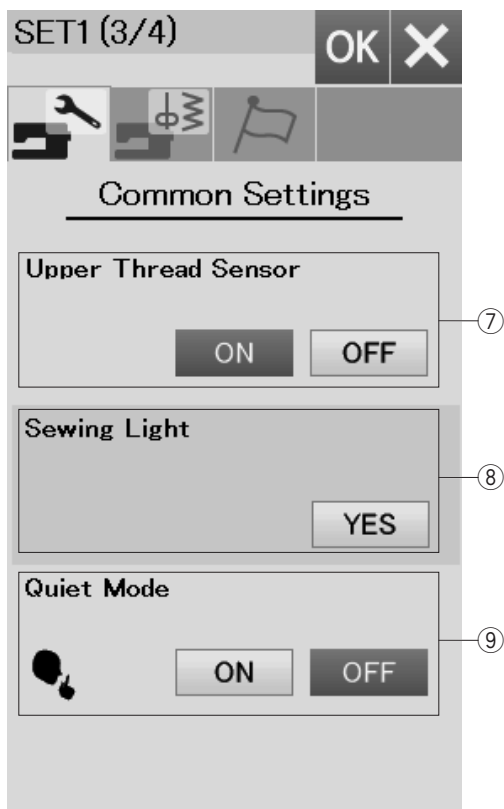 SET1 (3/4)
OK
Common Settings
Upper Thread Sensor
ON OFF
⑦
Sewing Light
YES
⑧
Quiet Mode
ON OFF
⑨